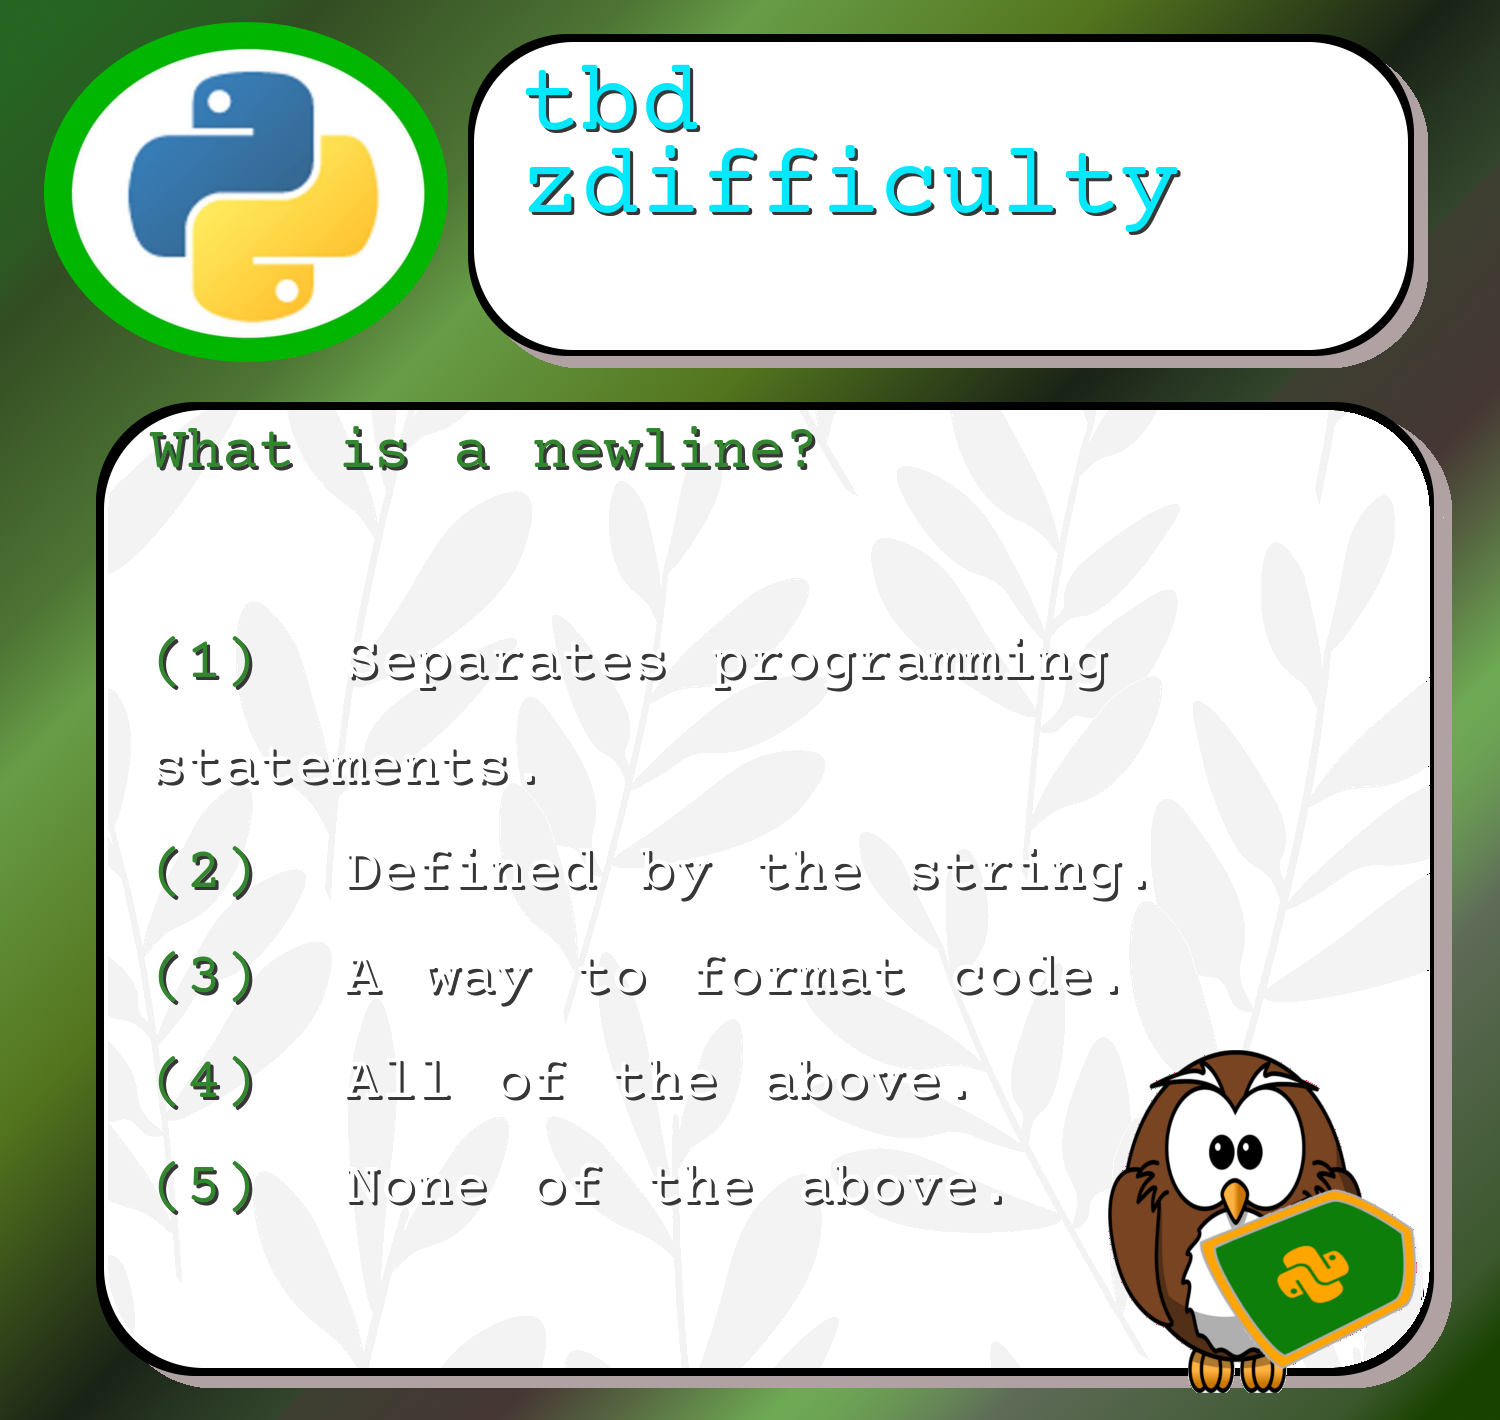 tbd
zdifficulty
What is a newline?
(1) Separates programming
statements.
(2) Defined by the string.
(3) A way to format code.
(4) All of the above.
(5) None of the above.